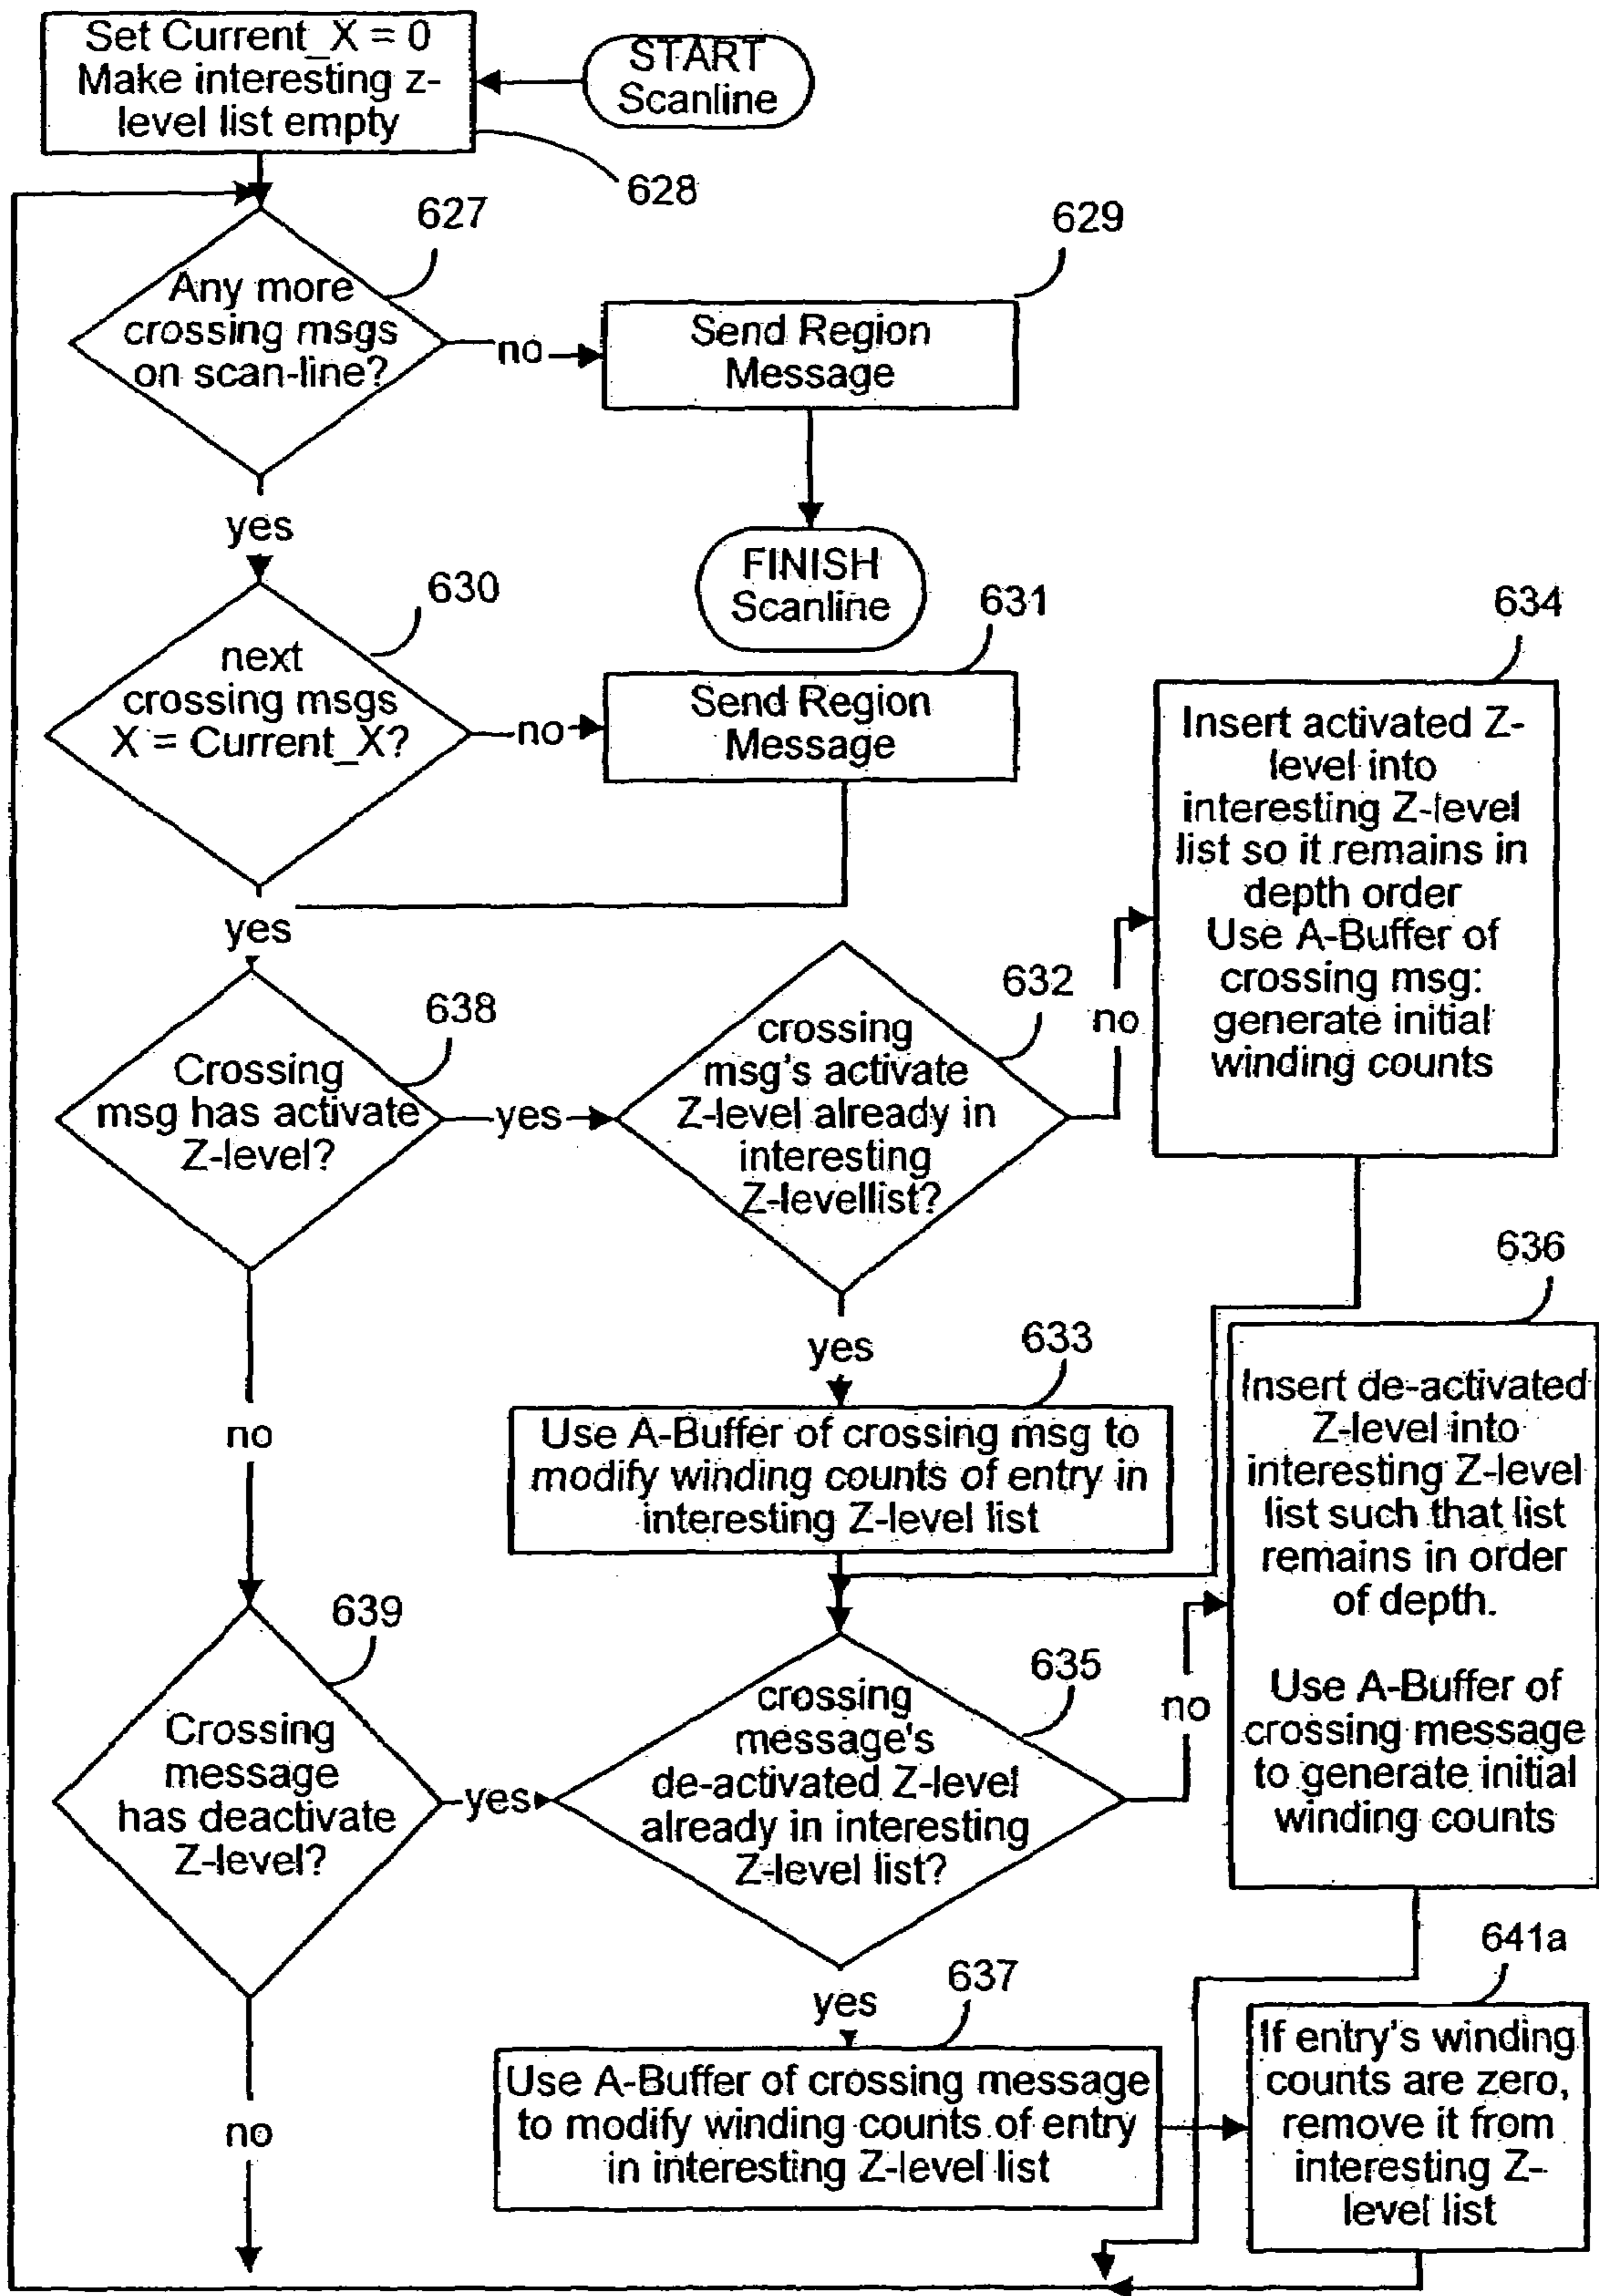 Set Current_X = 0
Make interesting z-
level list empty
START
Scanline
628
627
Any more
crossing msgs
on scan-line?
no
629
Send Region
Message
yes
FINISH
Scanline
630
next
crossing msgs
X = Current_X?
no
631
Send Region
Message
634
Insert activated Z-
level into
interesting Z-level
list so it remains in
depth order
Use A-Buffer of
crossing msg:
generate initial
winding counts
yes
638
Crossing
msg has activate
Z-level?
yes
632
crossing
msg's activate
Z-level already in
interesting
Z-levellist?
no
yes
633
Use A-Buffer of crossing msg to
modify winding counts of entry in
interesting Z-level list
636
Insert de-activated
Z-level into
interesting Z-level
list such that list
remains in order
of depth.
Use A-Buffer of
crossing message
to generate initial
winding counts
no
639
Crossing
message
has deactivate
Z-level?
yes
635
crossing
message's
de-activated Z-level
already in interesting
Z-level list?
no
yes
637
Use A-Buffer of crossing message
to modify winding counts of entry
in interesting Z-level list
641a
If entry's winding
counts are zero,
remove it from
interesting Z-
level list
no